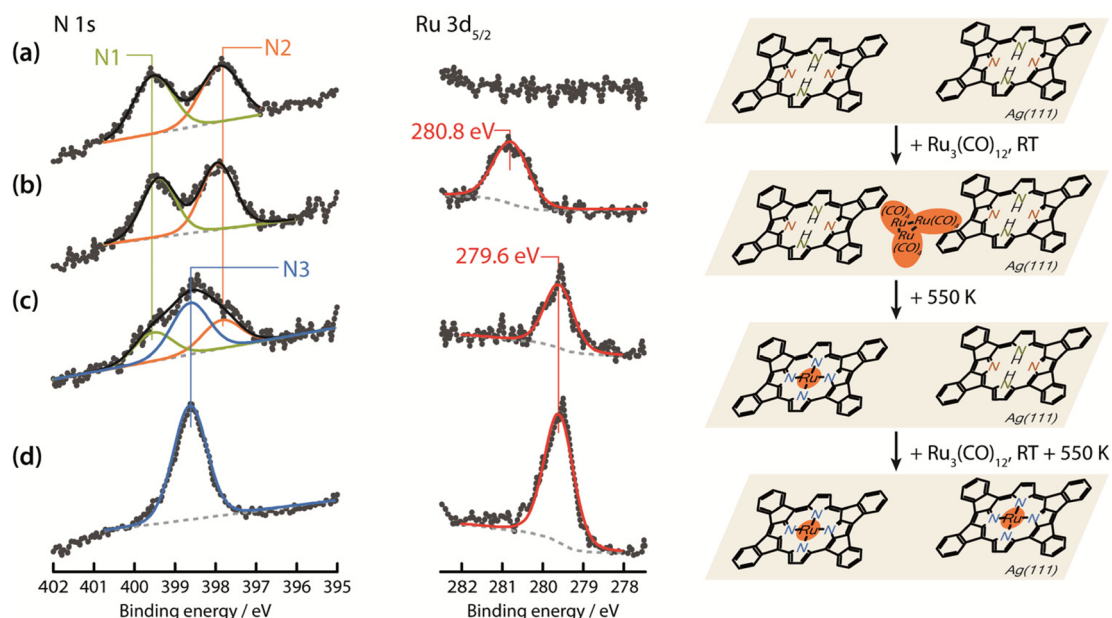 N 1s
Ru 3d5/2
(a)
N1
N2
280.8 eV
(b)
N3
279.6 eV
(c)
(d)
402 401 400 399 398 397 396 395
Binding energy / eV
282 281 280 279 278
Binding energy / eV
N
H
N
N
H
N
N
H
N
N
H
N
Ag(111)
+ Ru3(CO)12, RT
N
H
N
N
H
N
(CO)4
Ru
Ru(CO)4
Ru
(CO)4
N
H
N
N
H
N
Ag(111)
+ 550 K
N
N
Ru
N
N
N
H
N
N
H
N
Ag(111)
+ Ru3(CO)12, RT + 550 K
N
N
Ru
N
N
N
N
Ru
N
N
Ag(111)